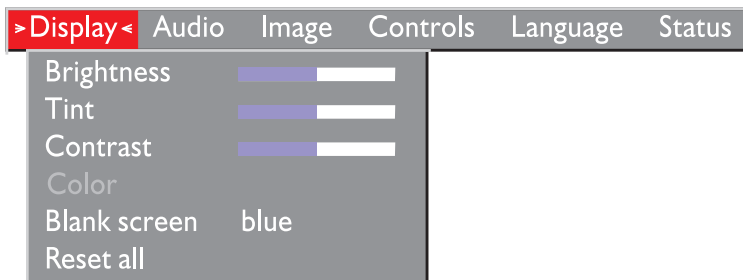 >Display< Audio Image Controls Language Status
Brightness
Tint
Contrast
Color
Blank screen blue
Reset all